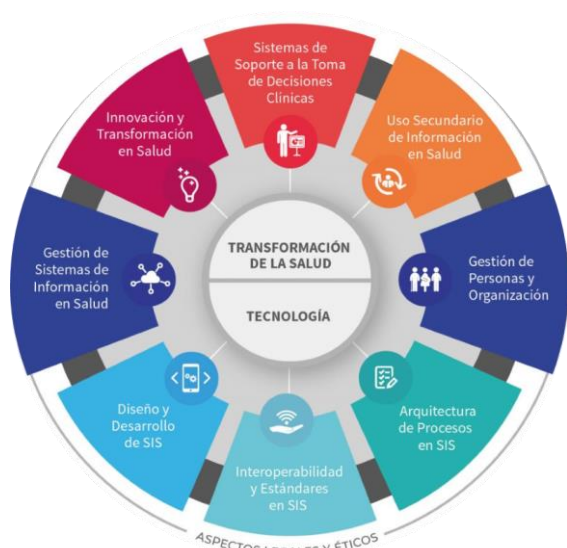 Sistemas de
Soporte a la Toma
de Decisiones
Clínicas
Uso Secundario
de Información
en Salud
Gestión de
Personas y
Organización
Arquitectura
de Procesos
en SIS
Interoperabilidad
y Estándares
en SIS
Diseño y
Desarrollo
de SIS
Gestión de
Sistemas de
Información
en Salud
Innovación y
Transformación
en Salud
TRANSFORMACIÓN
DE LA SALUD
TECNOLOGÍA
ASPECTOS Y ÉTICOS